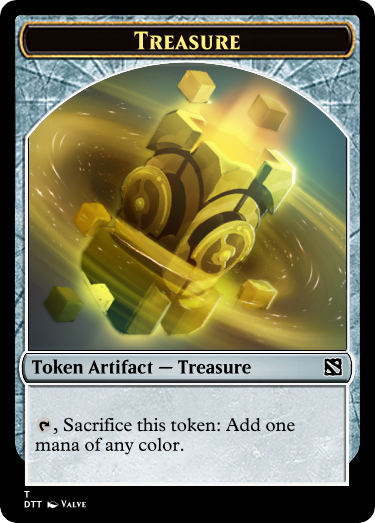 Treasure
Token Artifact — Treasure
, Sacrifice this token: Add one
mana of any color.
T
DTT Valve